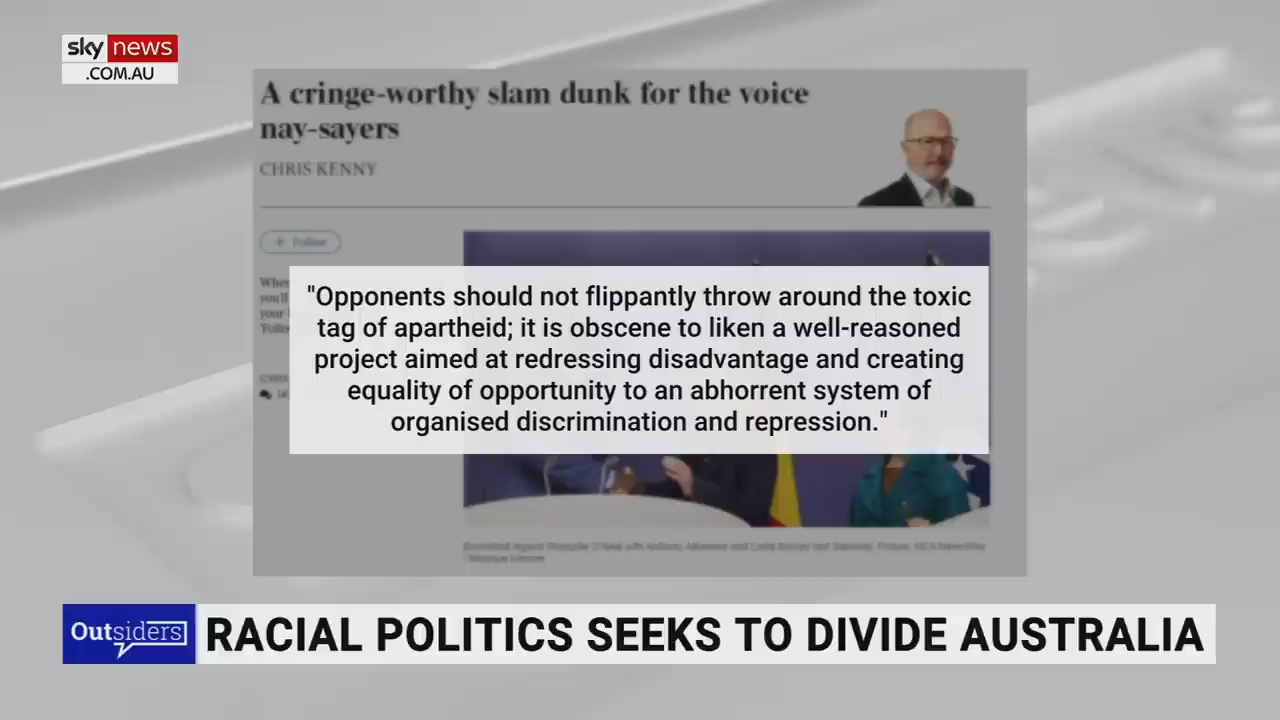 sky news
.COM.AU
A cringe-worthy slam dunk for the voice
nay-sayers
CHRIS KENNY
+ Follow
"Opponents should not flippantly throw around the toxic
tag of apartheid; it is obscene to liken a well-reasoned
project aimed at redressing disadvantage and creating
equality of opportunity to an abhorrent system of
organised discrimination and repression."
Outsiders
RACIAL POLITICS SEEKS TO DIVIDE AUSTRALIA